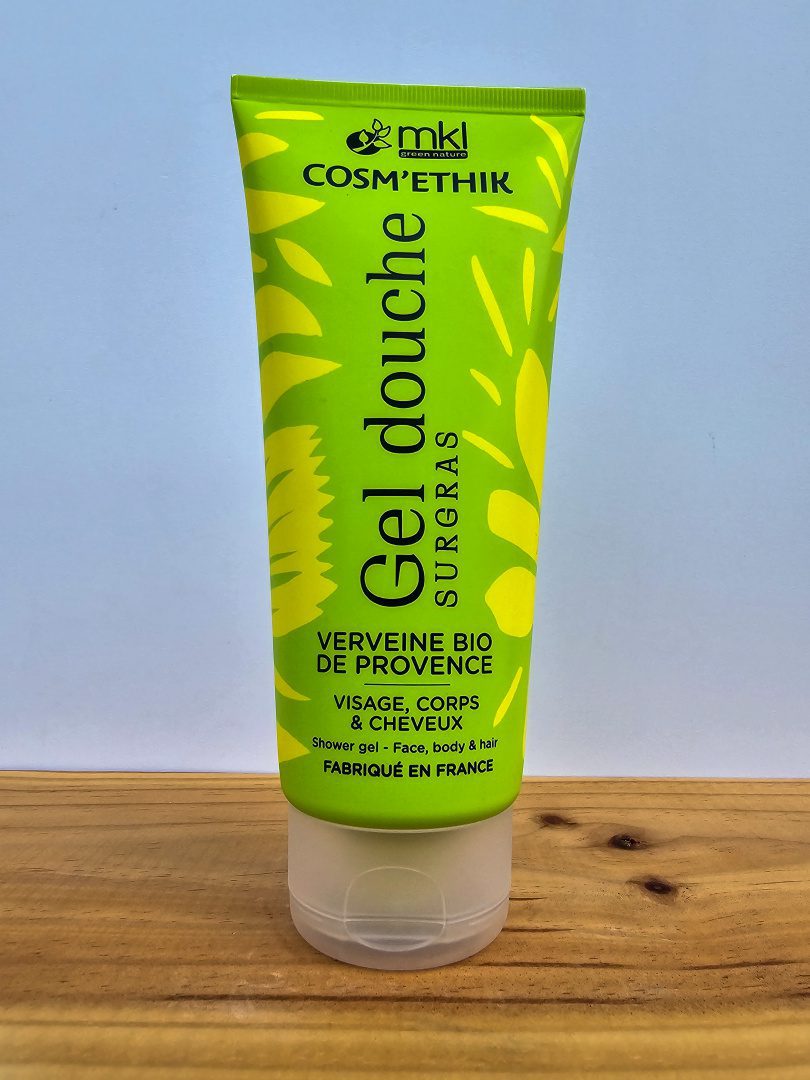 mkl
green nature
COSM'ETHIK
Gel douche
SURGRAS
VERVEINE BIO
DE PROVENCE
VISAGE, CORPS
& CHEVEUX
Shower gel - Face, body & hair
FABRIQUÉ EN FRANCE